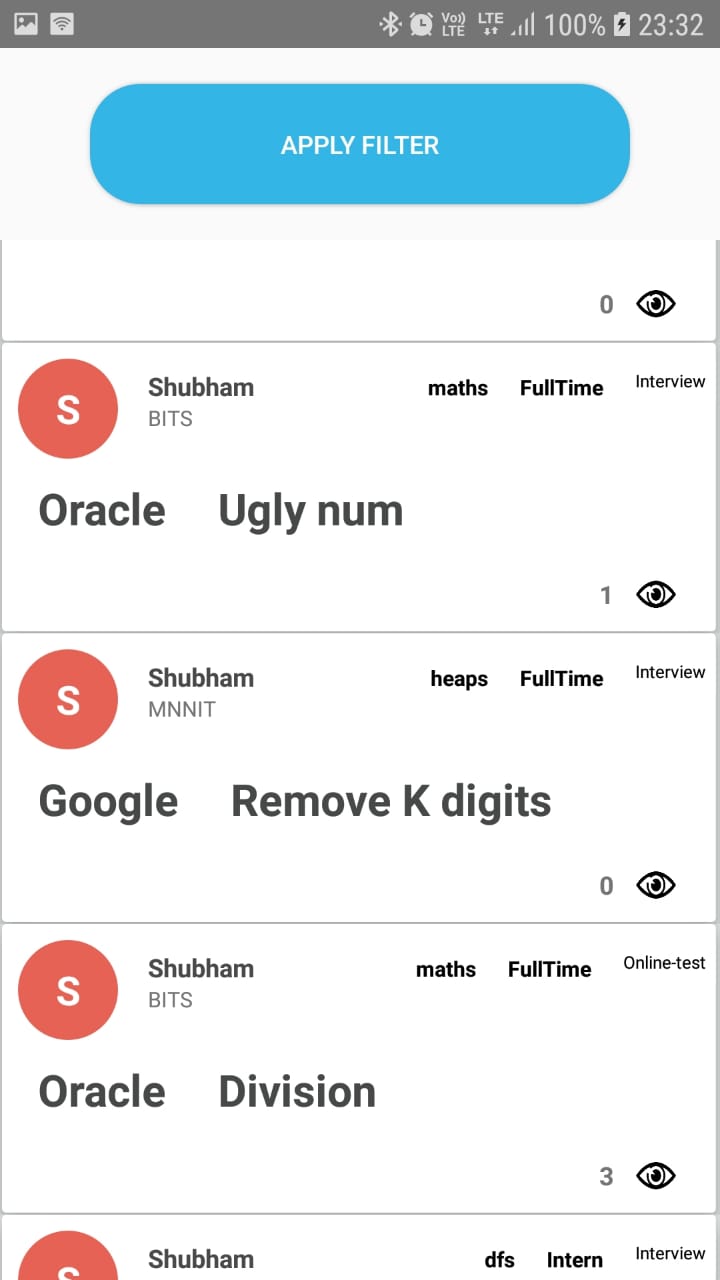 Vo)) LTE LTE 100% 23:32
APPLY FILTER
0
S Shubham maths FullTime Interview
BITS
Oracle Ugly num
1
S Shubham heaps FullTime Interview
MNNIT
Google Remove K digits
0
S Shubham maths FullTime Online-test
BITS
Oracle Division
3
S Shubham dfs Intern Interview